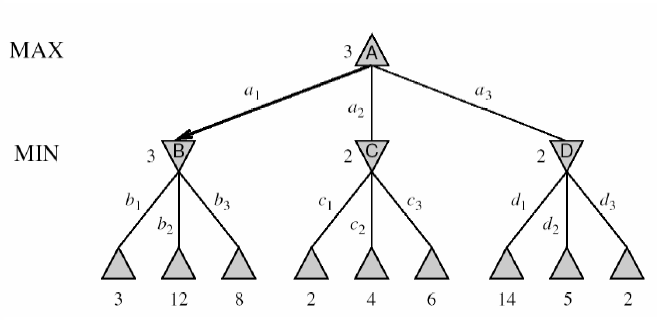 MAX 3 A
a1 a2 a3
MIN 3 B 2 C 2 D
b1 b2 b3 c1 c2 c3 d1 d2 d3
3 12 8 2 4 6 14 5 2